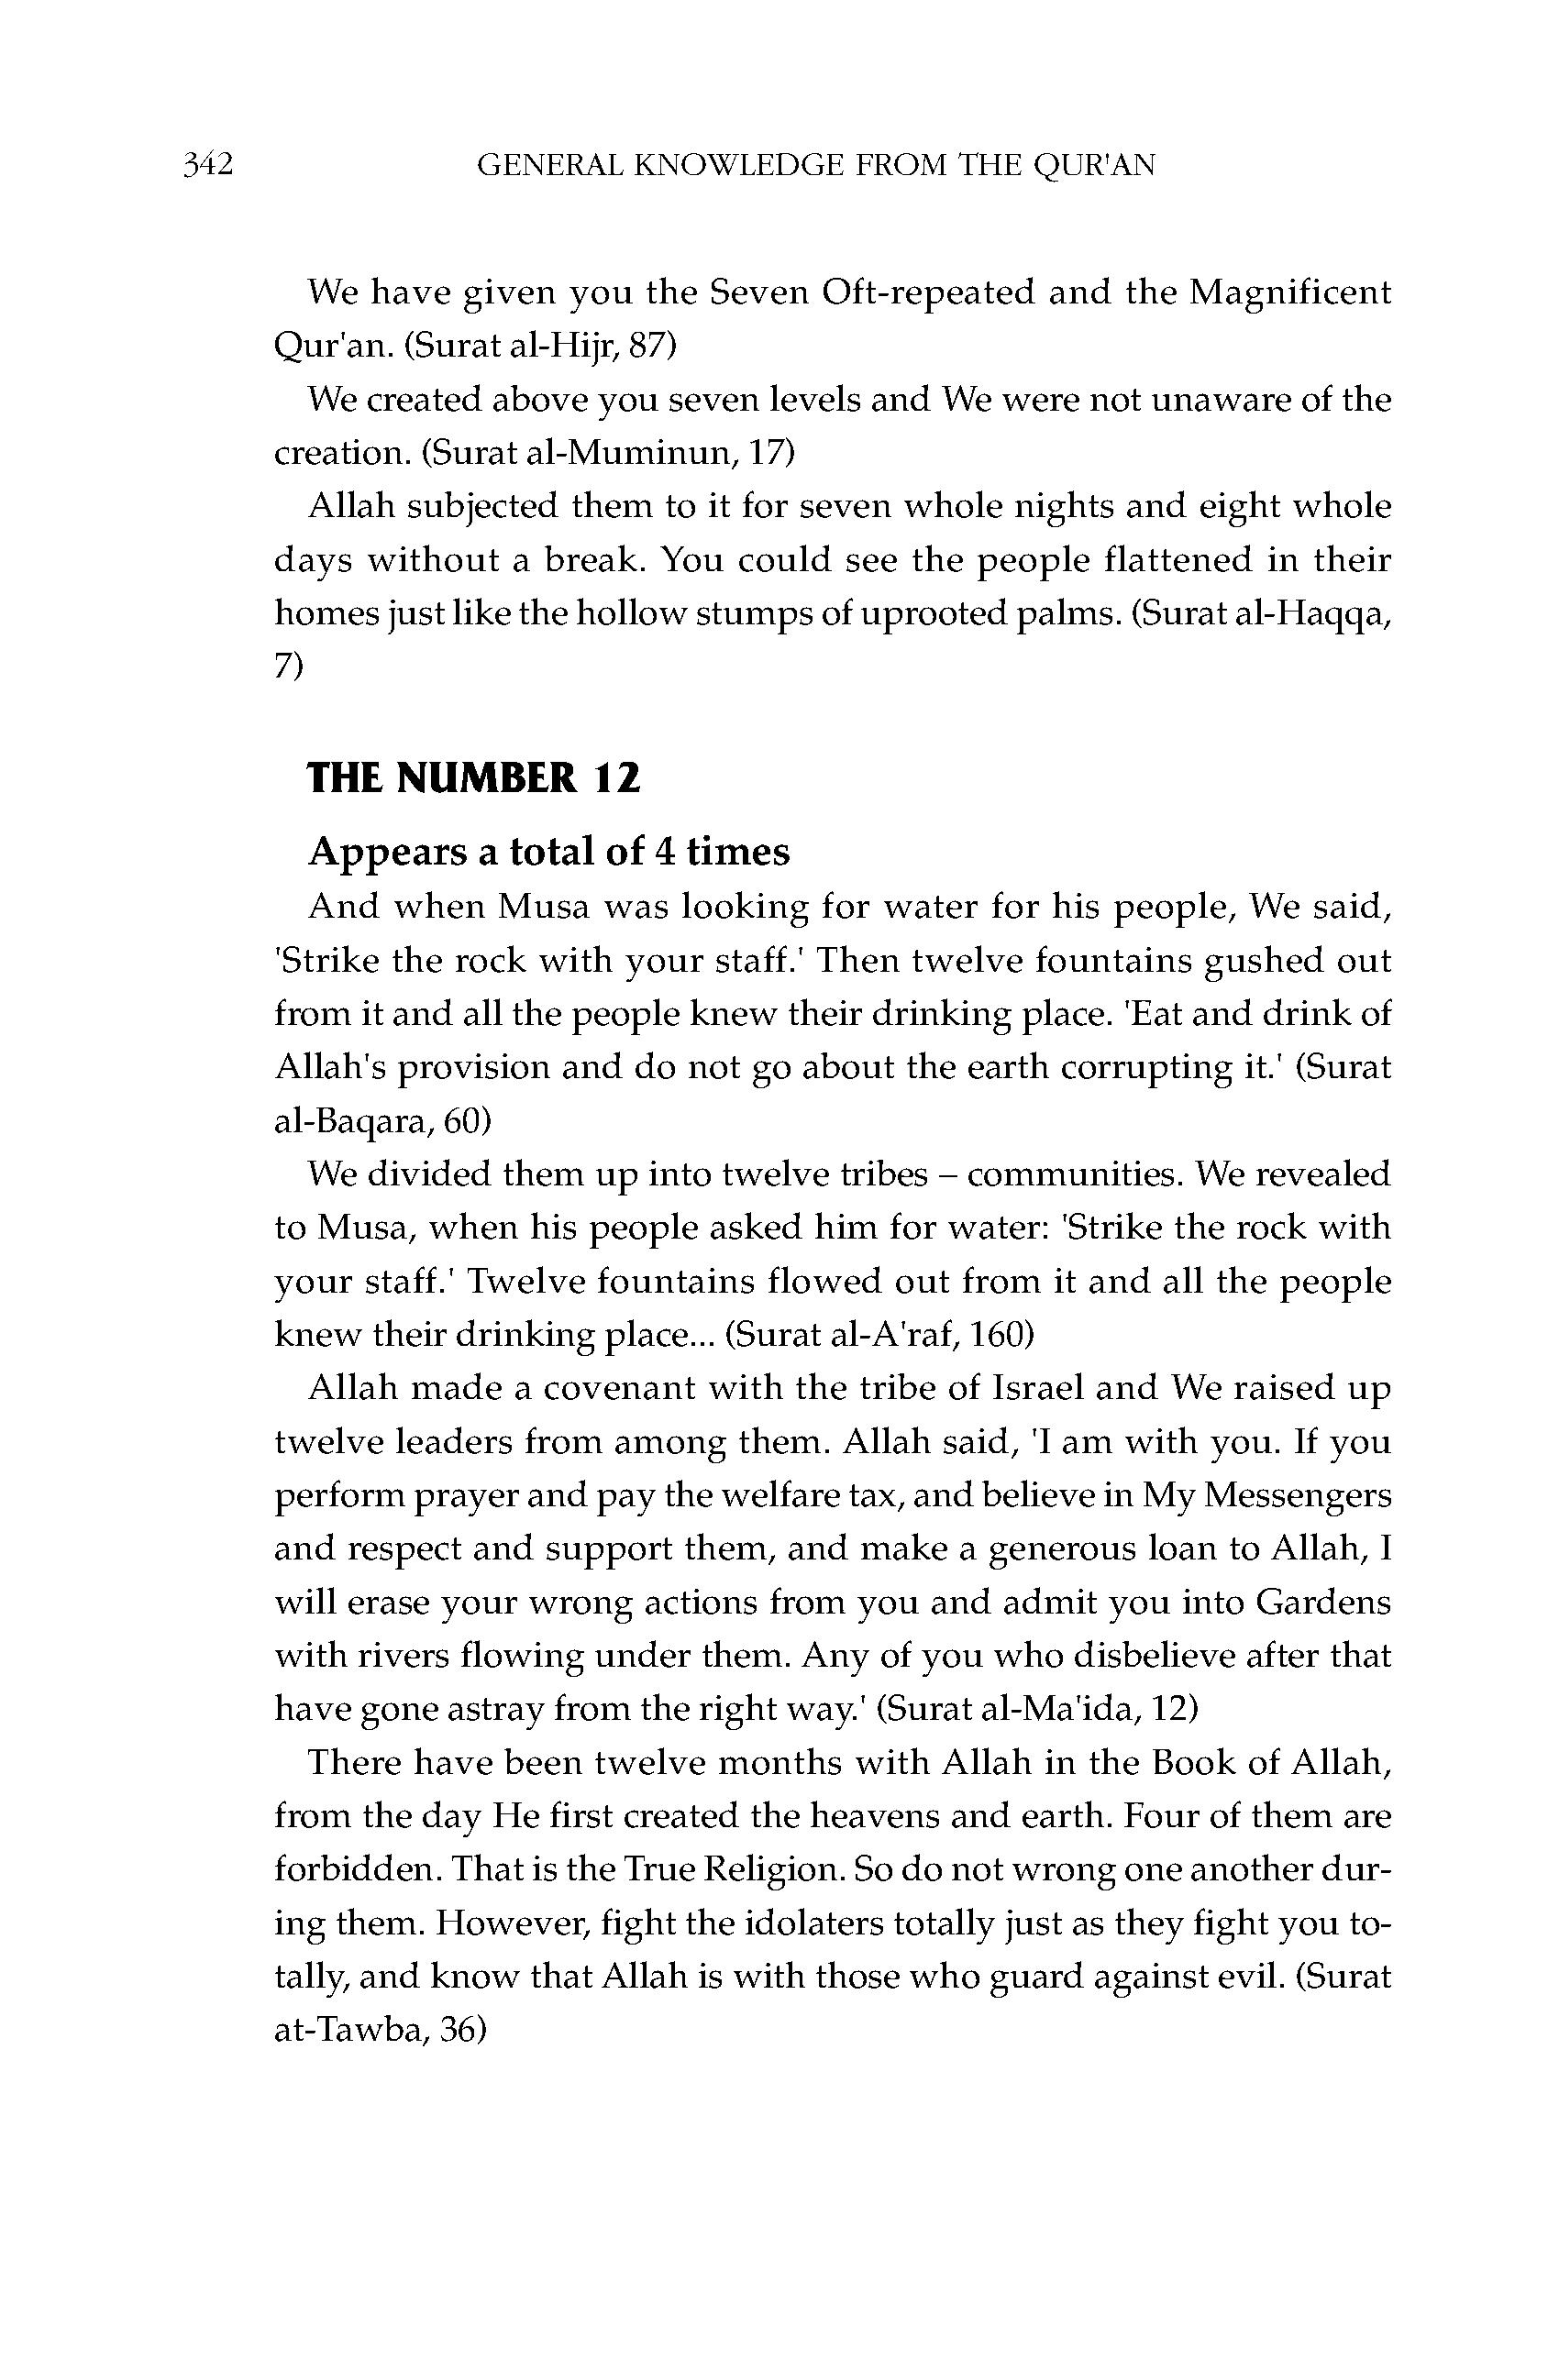 342 GENERAL KNOWLEDGE FROM THE QUR'AN
We have given you the Seven Oft-repeated and the Magnificent
Qur'an. (Surat al-Hijr, 87)
We created above you seven levels and We were not unaware of the
creation. (Surat al-Muminun, 17)
Allah subjected them to it for seven whole nights and eight whole
days without a break. You could see the people flattened in their
homes just like the hollow stumps of uprooted palms. (Surat al-Haqqa,
7)
THE NUMBER 12
Appears a total of 4 times
And when Musa was looking for water for his people, We said,
'Strike the rock with your staff.' Then twelve fountains gushed out
from it and all the people knew their drinking place. 'Eat and drink of
Allah's provision and do not go about the earth corrupting it.' (Surat
al-Baqara, 60)
We divided them up into twelve tribes – communities. We revealed
to Musa, when his people asked him for water: 'Strike the rock with
your staff.' Twelve fountains flowed out from it and all the people
knew their drinking place... (Surat al-A'raf, 160)
Allah made a covenant with the tribe of Israel and We raised up
twelve leaders from among them. Allah said, 'I am with you. If you
perform prayer and pay the welfare tax, and believe in My Messengers
and respect and support them, and make a generous loan to Allah, I
will erase your wrong actions from you and admit you into Gardens
with rivers flowing under them. Any of you who disbelieve after that
have gone astray from the right way.' (Surat al-Ma'ida, 12)
There have been twelve months with Allah in the Book of Allah,
from the day He first created the heavens and earth. Four of them are
forbidden. That is the True Religion. So do not wrong one another dur-
ing them. However, fight the idolaters totally just as they fight you to-
tally, and know that Allah is with those who guard against evil. (Surat
at-Tawba, 36)